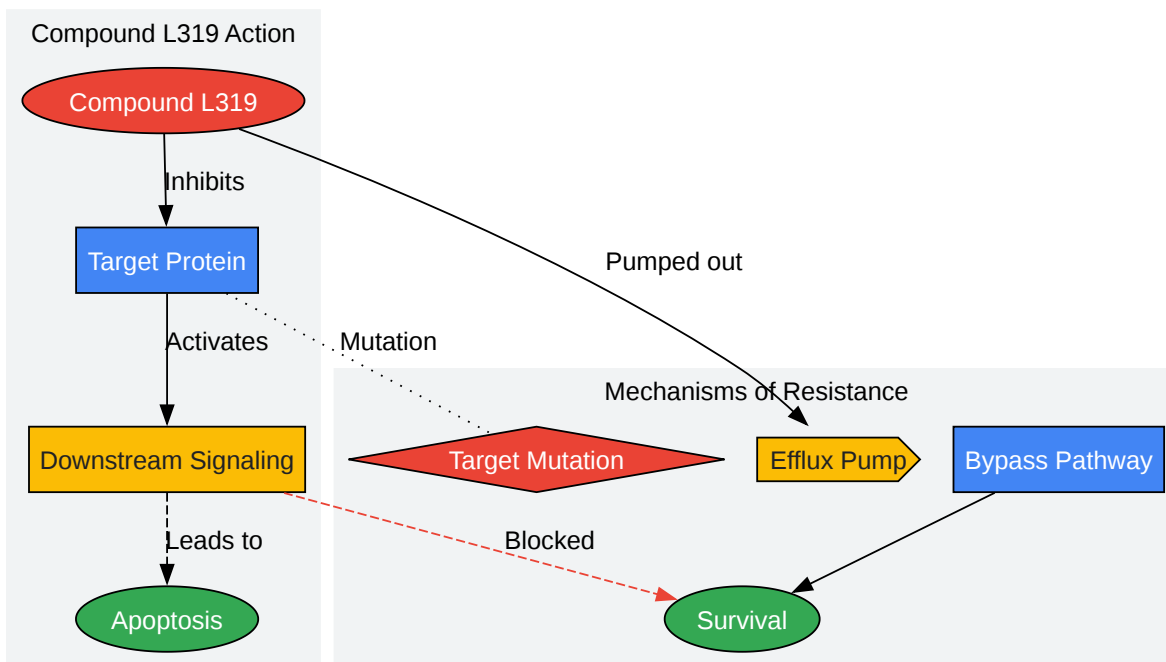 Compound L319 Action
Compound L319
Inhibits
Target Protein
Pumped out
Activates
Mutation
Mechanisms of Resistance
Downstream Signaling
Target Mutation
Efflux Pump
Bypass Pathway
Leads to
Blocked
Apoptosis
Survival